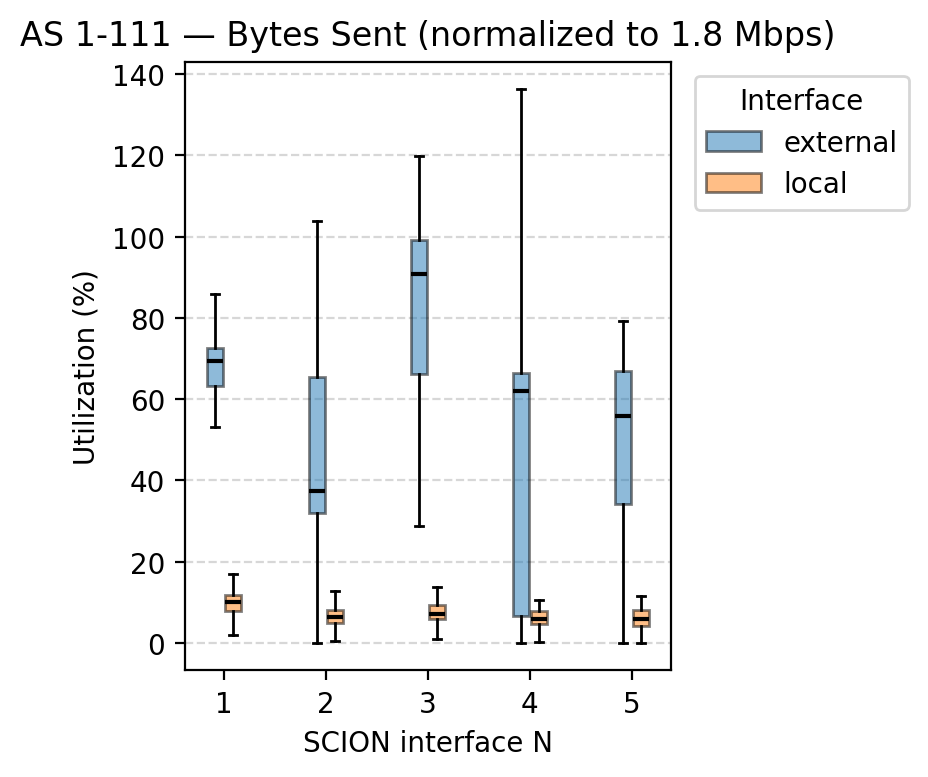 AS 1-111 — Bytes Sent (normalized to 1.8 Mbps)
Interface
external
local
Utilization (%)
140
120
100
80
60
40
20
0
1 2 3 4 5
SCION interface N